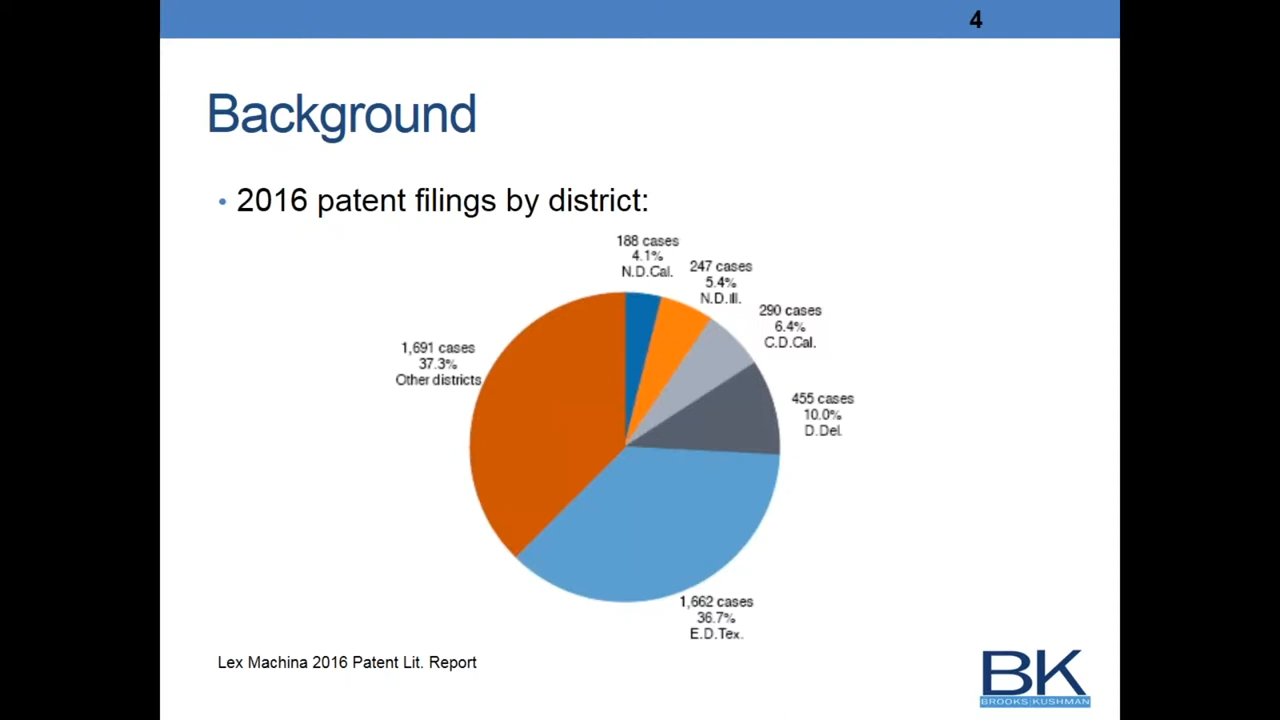 4
Background
• 2016 patent filings by district:
188 cases
4.1%
N.D.Cal.
247 cases
5.4%
N.D.Ill.
290 cases
6.4%
C.D.Cal.
455 cases
10.0%
D.Del.
1,691 cases
37.3%
Other districts
1,662 cases
36.7%
E.D.Tex.
Lex Machina 2016 Patent Lit. Report
BK
BROOKS KUSHMAN